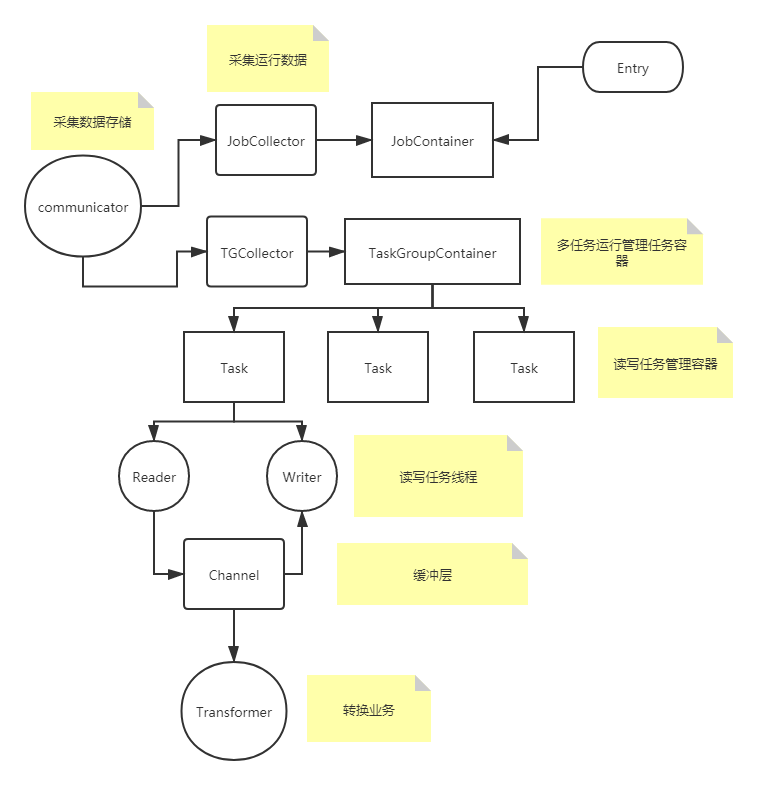 采集运行数据
Entry
采集数据存储
JobCollector
JobContainer
communicator
TGCollector
TaskGroupContainer
多任务运行管理任务容
器
Task
Task
Task
读写任务管理容器
Reader
Writer
读写任务线程
Channel
缓冲层
Transformer
转换业务